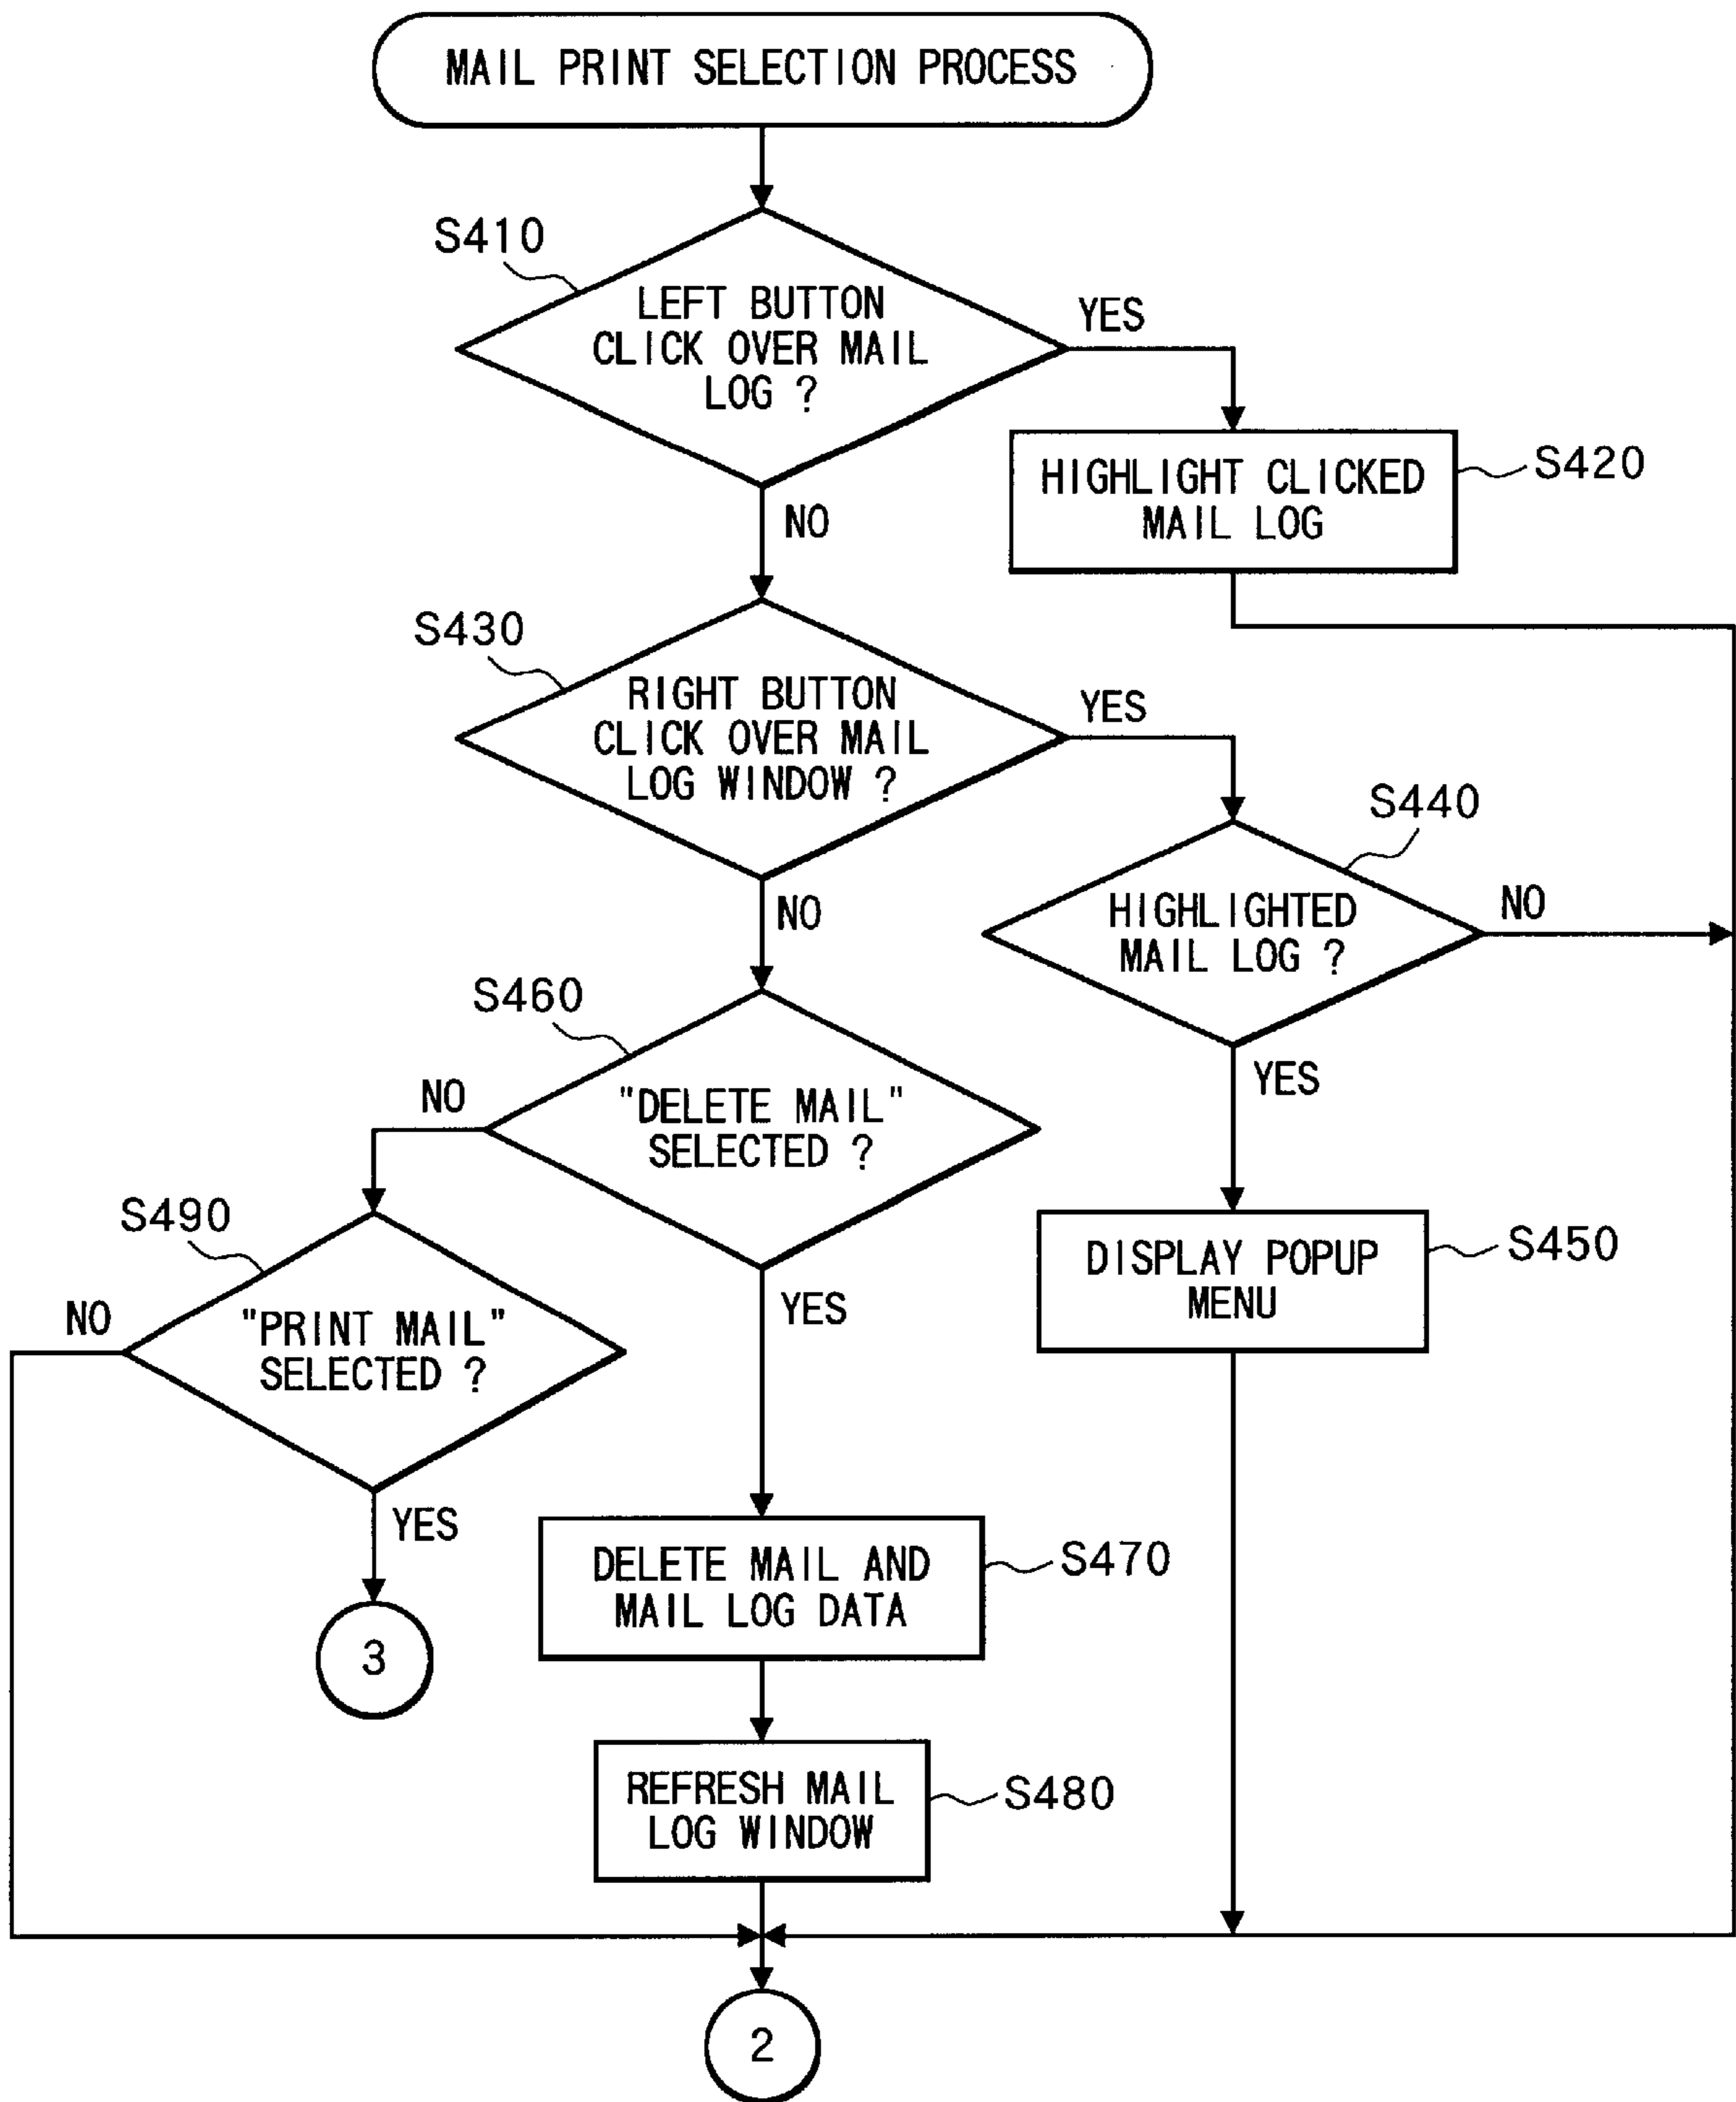 MAIL PRINT SELECTION PROCESS
S410
LEFT BUTTON
CLICK OVER MAIL
LOG ?
YES
NO
HIGHLIGHT CLICKED
MAIL LOG
S420
S430
RIGHT BUTTON
CLICK OVER MAIL
LOG WINDOW ?
YES
NO
S440
HIGHLIGHTED
MAIL LOG ?
NO
YES
S460
"DELETE MAIL"
SELECTED ?
NO
YES
DISPLAY POPUP
MENU
S450
S490
"PRINT MAIL"
SELECTED ?
NO
YES
3
DELETE MAIL AND
MAIL LOG DATA
S470
REFRESH MAIL
LOG WINDOW
S480
2